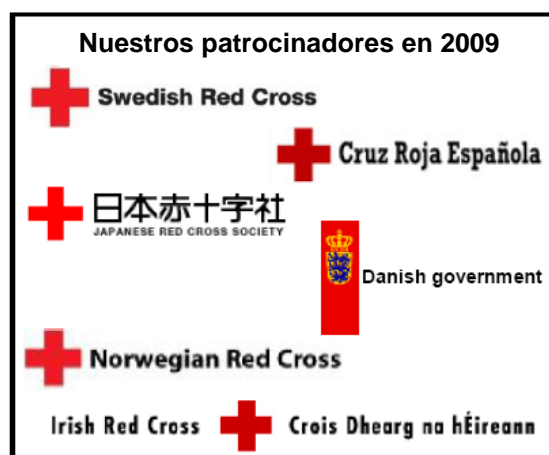 Nuestros patrocinadores en 2009
Swedish Red Cross
Cruz Roja Española
日本赤十字社
JAPANESE RED CROSS SOCIETY
Danish government
Norwegian Red Cross
Irish Red Cross Crois Dhearg na hÉireann